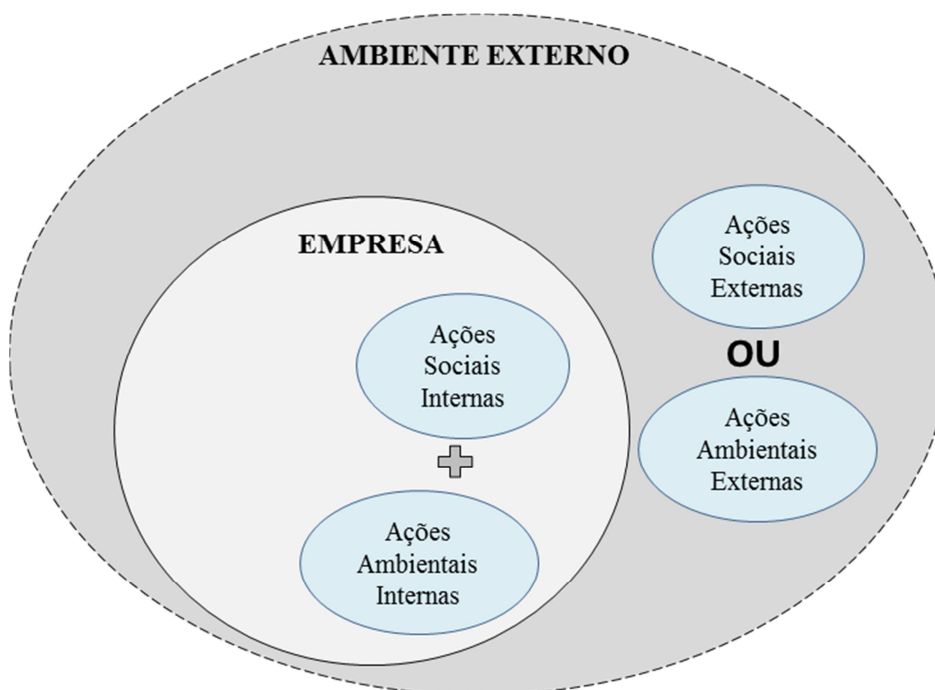 AMBIENTE EXTERNO
EMPRESA
Ações
Sociais
Internas
Ações
Ambientais
Internas
Ações
Sociais
Externas
OU
Ações
Ambientais
Externas